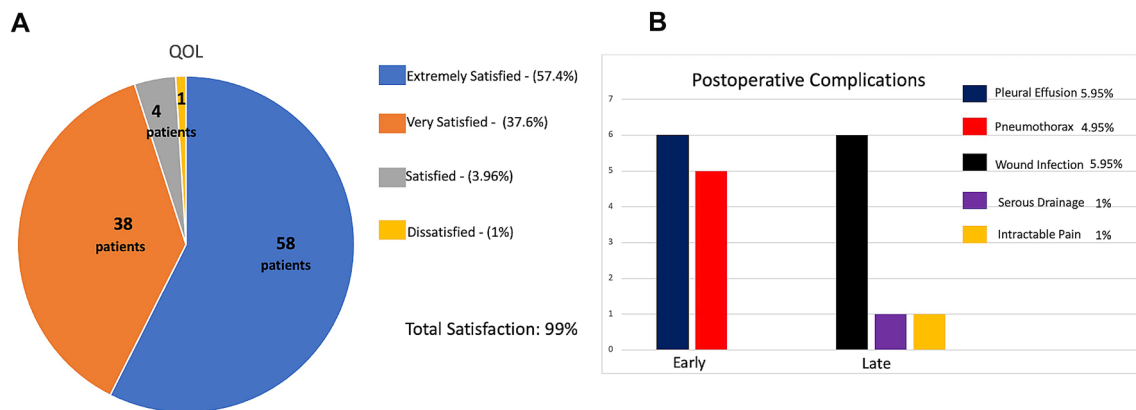 A
QOL
1
4
patients
38
patients
58
patients
Extremely Satisfied - (57.4%)
Very Satisfied - (37.6%)
Satisfied - (3.96%)
Dissatisfied - (1%)
Total Satisfaction: 99%
B
Postoperative Complications
7
6
5
4
3
2
1
0
Early
Late
Pleural Effusion 5.95%
Pneumothorax 4.95%
Wound Infection 5.95%
Serous Drainage 1%
Intractable Pain 1%